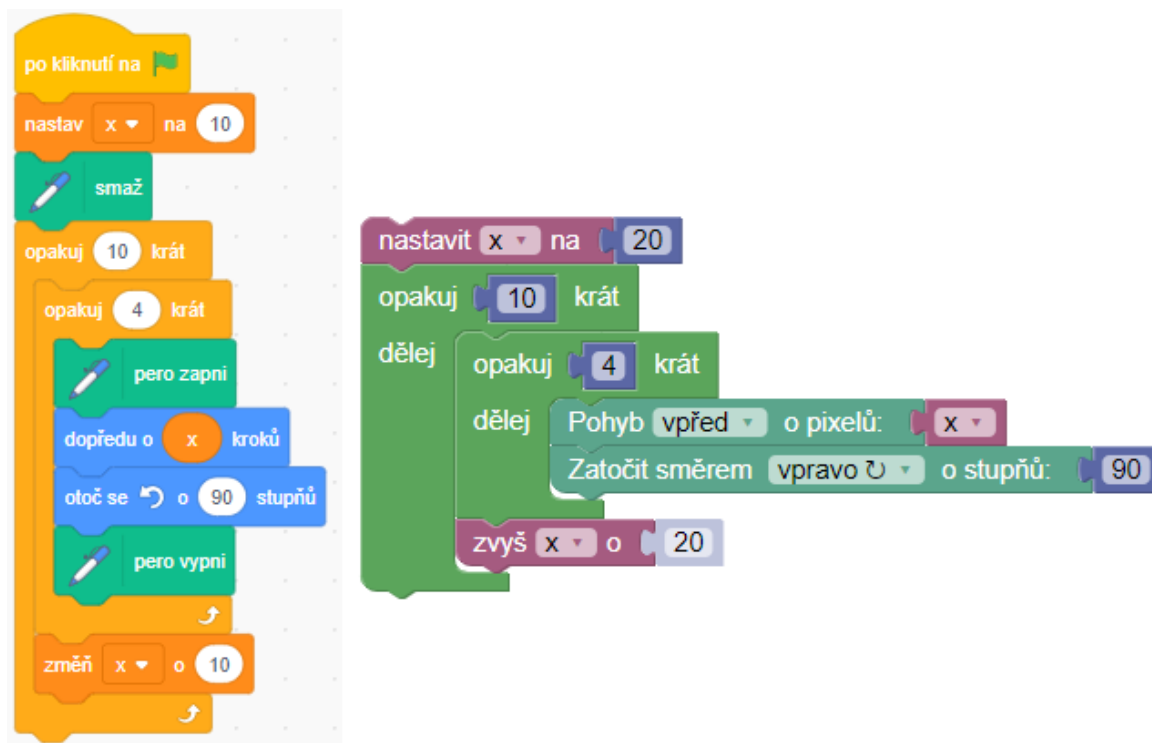 po kliknutí na
nastav x na 10
smaž
opakuj 10 krát
opakuj 4 krát
pero zapni
dopředu o x kroků
otoč se o 90 stupňů
pero vypni
změň x o 10
nastavit x na 20
opakuj 10 krát
dělej opakuj 4 krát
dělej Pohyb vpřed o pixelů: x
Zatočit směrem vpravo ↻ o stupňů: 90
zvyš x o 20